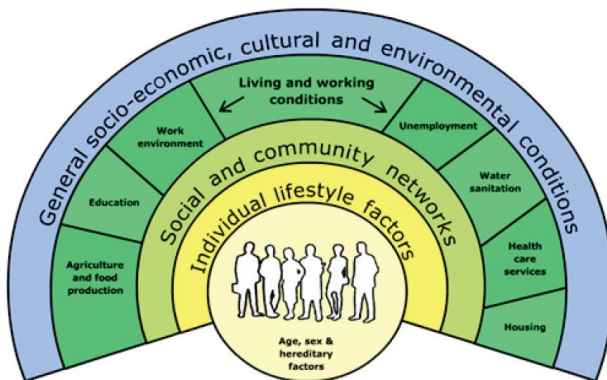 General socio-economic, cultural and environmental conditions
Living and working
conditions
Work
environment
Unemployment
Education
Water
sanitation
Agriculture
and food
production
Health
care
services
Housing
Social and community networks
Individual lifestyle factors
Age, sex &
hereditary
factors